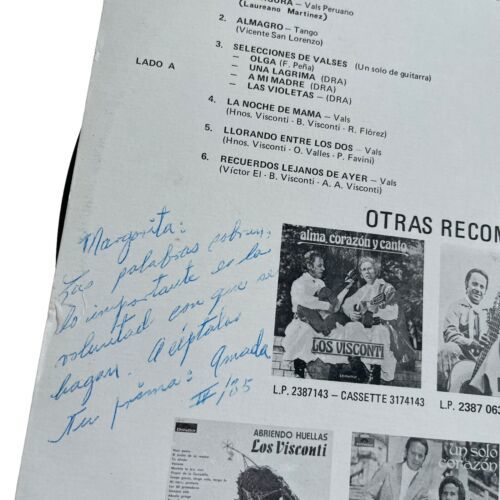 (Laureano Martinez)
2. ALMAGRO – Tango
(Vicente San Lorenzo)
3. SELECCIONES DE VALSES (Un solo de guitarra)
LADO A
– OLGA (F. Peña)
– UNA LAGRIMA (DRA)
– A MI MADRE (DRA)
– LAS VIOLETAS – (DRA)
4. LA NOCHE DE MAMA – Vals
(Hnos. Visconti - B. Visconti - R. Flórez)
5. LLORANDO ENTRE LOS DOS – Vals
(Hnos. Visconti - O. Valles - P. Favini)
6. RECUERDOS LEJANOS DE AYER – Vals
(Víctor El - B. Visconti - A. A. Visconti)
Margarita:
Las palabras sobran,
lo importante es la
voluntad con que se
hagan. Acéptalas
tu prima: Amada
II/85
OTRAS RECOM
alma, corazón y canto
LOS VISCONTI
L.P. 2387143 – CASSETTE 3174143
L.P. 2387 063
ABRIENDO HUELLAS
Los Visconti
un solo
corazón